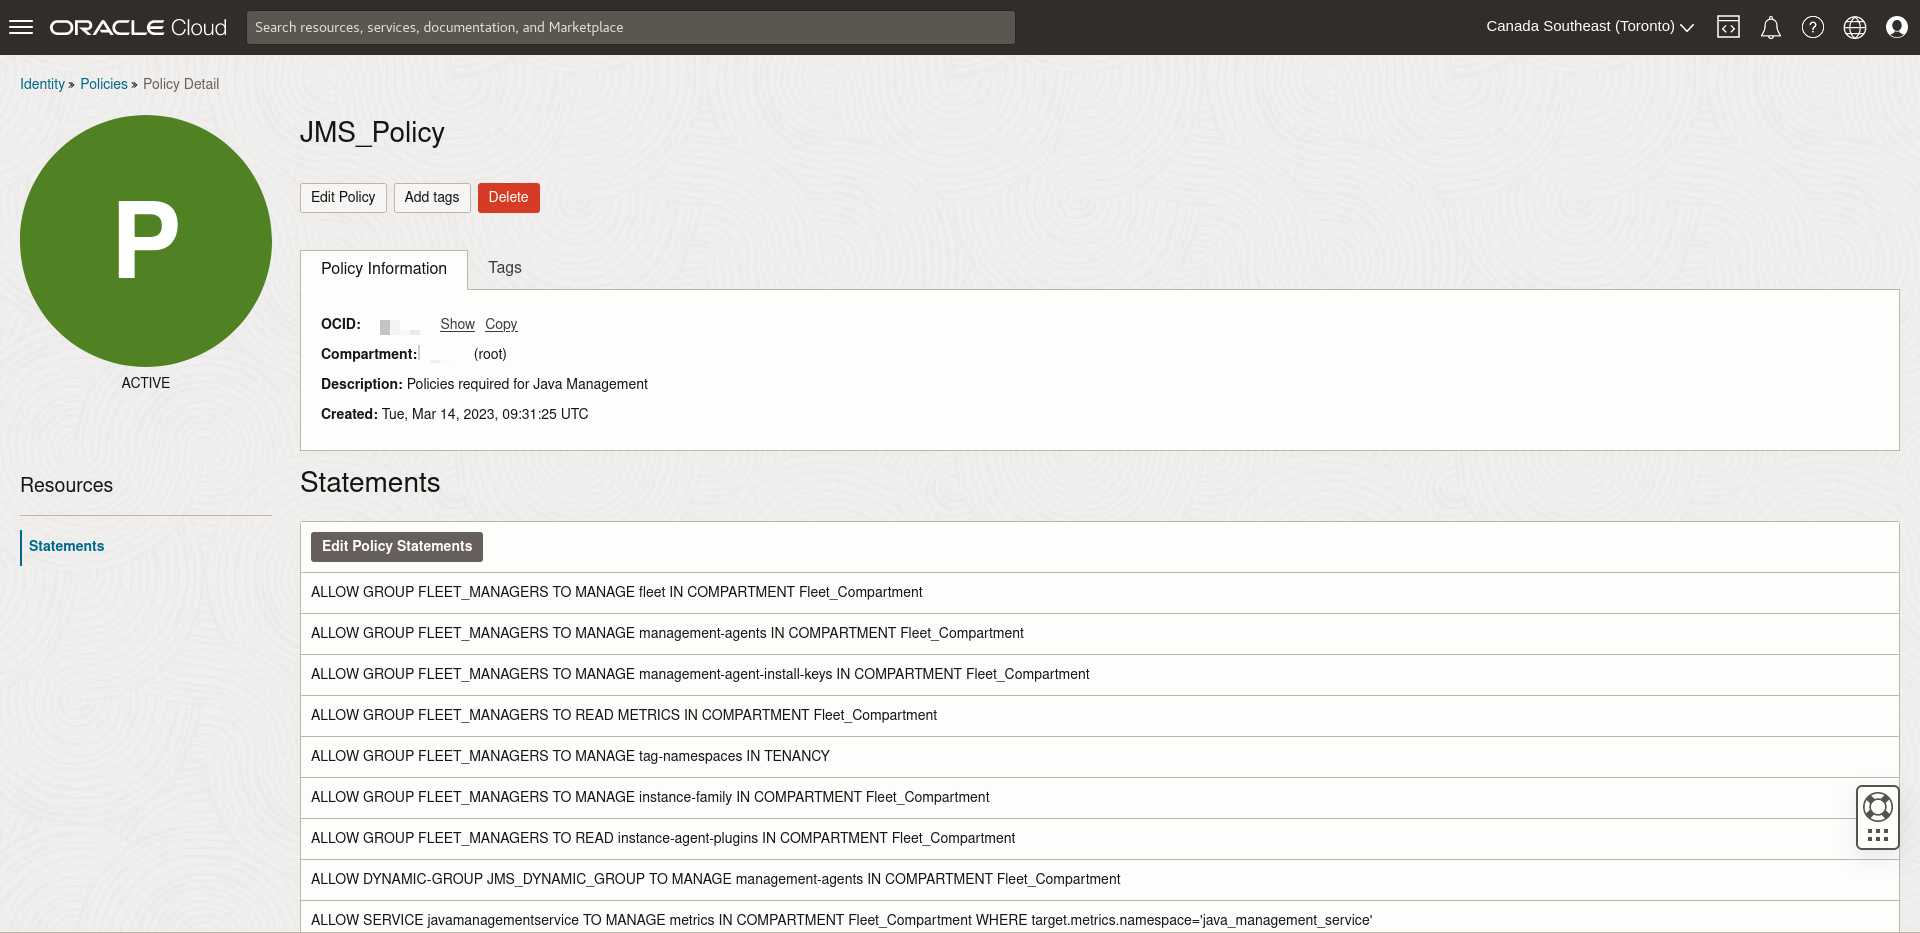 ORACLE Cloud
Search resources, services, documentation, and Marketplace
Canada Southeast (Toronto)
Identity » Policies » Policy Detail
P
ACTIVE
JMS_Policy
Edit Policy Add tags Delete
Policy Information Tags
OCID: Show Copy
Compartment: (root)
Description: Policies required for Java Management
Created: Tue, Mar 14, 2023, 09:31:25 UTC
Resources
Statements
Statements
Edit Policy Statements
ALLOW GROUP FLEET_MANAGERS TO MANAGE fleet IN COMPARTMENT Fleet_Compartment
ALLOW GROUP FLEET_MANAGERS TO MANAGE management-agents IN COMPARTMENT Fleet_Compartment
ALLOW GROUP FLEET_MANAGERS TO MANAGE management-agent-install-keys IN COMPARTMENT Fleet_Compartment
ALLOW GROUP FLEET_MANAGERS TO READ METRICS IN COMPARTMENT Fleet_Compartment
ALLOW GROUP FLEET_MANAGERS TO MANAGE tag-namespaces IN TENANCY
ALLOW GROUP FLEET_MANAGERS TO MANAGE instance-family IN COMPARTMENT Fleet_Compartment
ALLOW GROUP FLEET_MANAGERS TO READ instance-agent-plugins IN COMPARTMENT Fleet_Compartment
ALLOW DYNAMIC-GROUP JMS_DYNAMIC_GROUP TO MANAGE management-agents IN COMPARTMENT Fleet_Compartment
ALLOW SERVICE javamanagementservice TO MANAGE metrics IN COMPARTMENT Fleet_Compartment WHERE target.metrics.namespace='java_management_service'